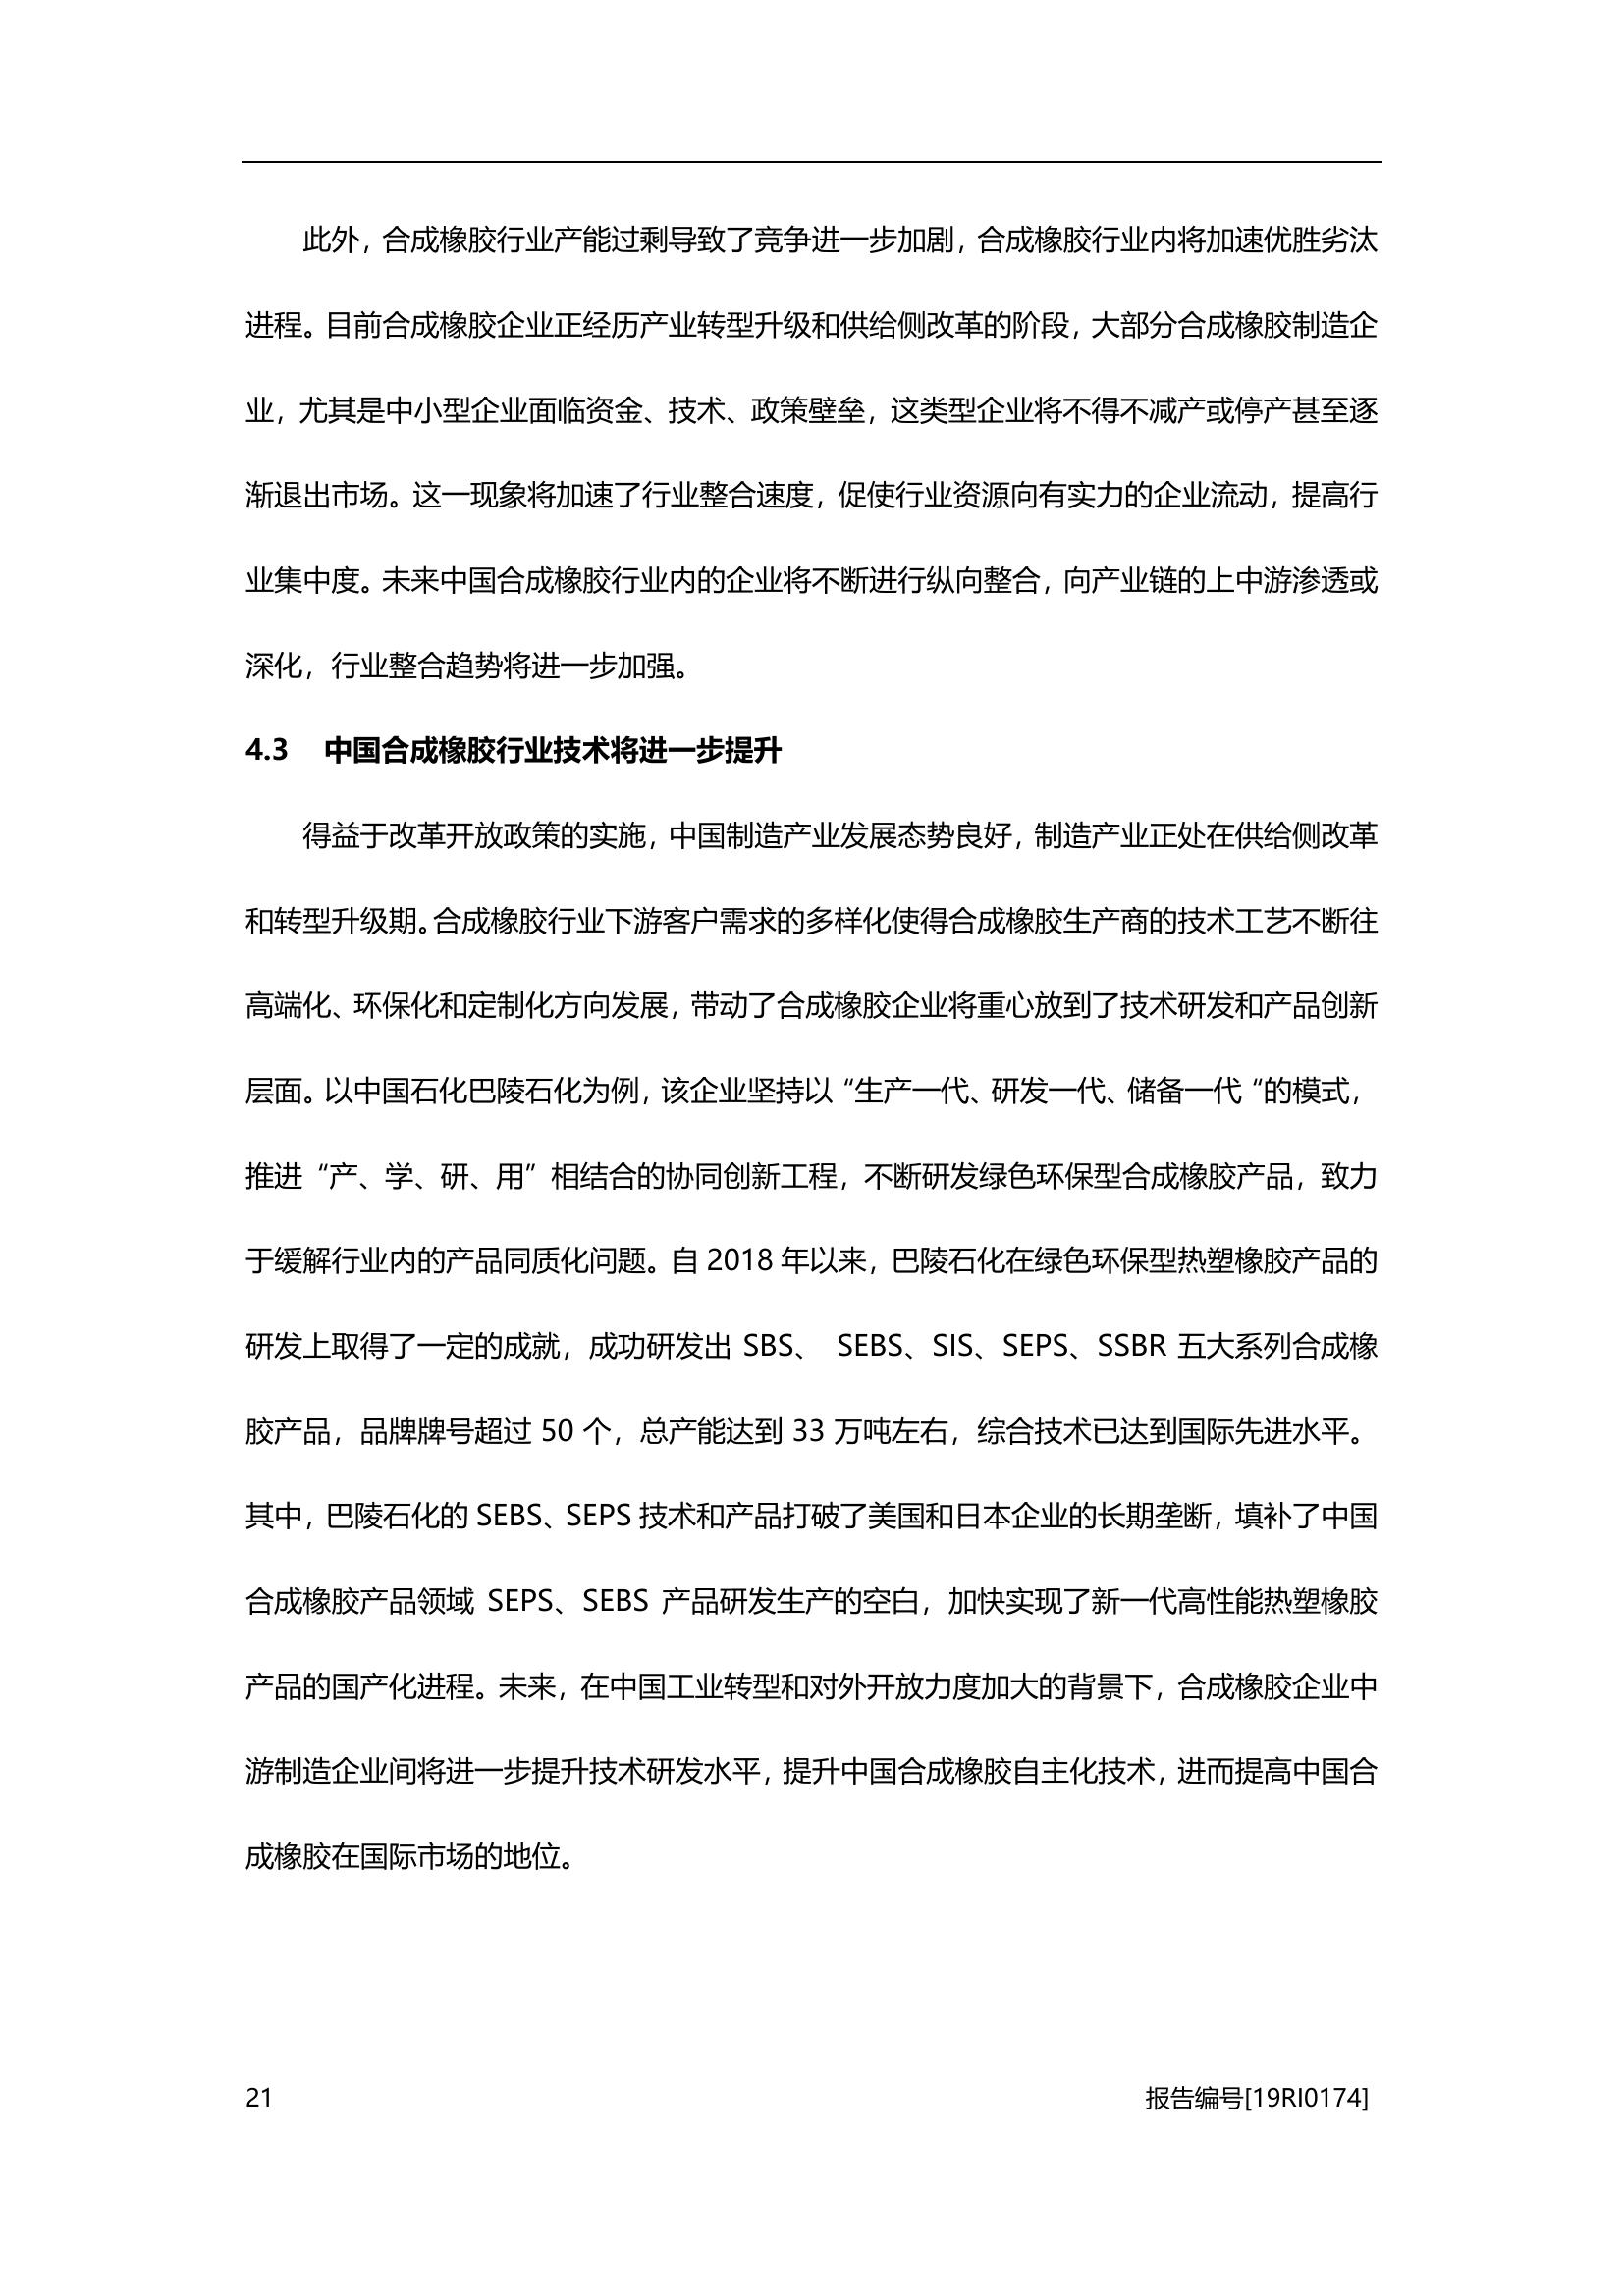 此外，合成橡胶行业产能过剩导致了竞争进一步加剧，合成橡胶行业内将加速优胜劣汰
进程。目前合成橡胶企业正经历产业转型升级和供给侧改革的阶段，大部分合成橡胶制造企
业，尤其是中小型企业面临资金、技术、政策壁垒，这类型企业将不得不减产或停产甚至逐
渐退出市场。这一现象将加速了行业整合速度，促使行业资源向有实力的企业流动，提高行
业集中度。未来中国合成橡胶行业内的企业将不断进行纵向整合，向产业链的上中游渗透或
深化，行业整合趋势将进一步加强。
4.3 中国合成橡胶行业技术将进一步提升
得益于改革开放政策的实施，中国制造产业发展态势良好，制造产业正处在供给侧改革
和转型升级期。合成橡胶行业下游客户需求的多样化使得合成橡胶生产商的技术工艺不断往
高端化、环保化和定制化方向发展，带动了合成橡胶企业将重心放到了技术研发和产品创新
层面。以中国石化巴陵石化为例，该企业坚持以“生产一代、研发一代、储备一代“的模式，
推进“产、学、研、用”相结合的协同创新工程，不断研发绿色环保型合成橡胶产品，致力
于缓解行业内的产品同质化问题。自 2018 年以来，巴陵石化在绿色环保型热塑橡胶产品的
研发上取得了一定的成就，成功研发出 SBS、 SEBS、SIS、SEPS、SSBR 五大系列合成橡
胶产品，品牌牌号超过 50 个，总产能达到 33 万吨左右，综合技术已达到国际先进水平。
其中，巴陵石化的 SEBS、SEPS 技术和产品打破了美国和日本企业的长期垄断，填补了中国
合成橡胶产品领域 SEPS、SEBS 产品研发生产的空白，加快实现了新一代高性能热塑橡胶
产品的国产化进程。未来，在中国工业转型和对外开放力度加大的背景下，合成橡胶企业中
游制造企业间将进一步提升技术研发水平，提升中国合成橡胶自主化技术，进而提高中国合
成橡胶在国际市场的地位。
21 报告编号[19RI0174]